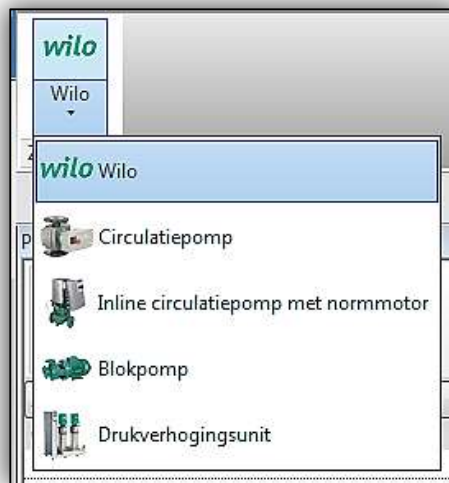 wilo
Wilo
wilo Wilo
Circulatiepomp
Inline circulatiepomp met normmotor
Blokpomp
Drukverhogingsunit